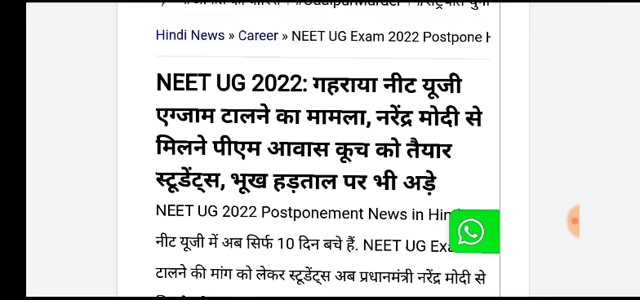 Hindi News » Career » NEET UG Exam 2022 Postpone
NEET UG 2022: गहराया नीट यूजी
एग्जाम टालने का मामला, नरेंद्र मोदी से
मिलने पीएम आवास कूच को तैयार
स्टूडेंट्स, भूख हड़ताल पर भी अड़े
NEET UG 2022 Postponement News in
नीट यूजी में अब सिर्फ 10 दिन बचे हैं. NEET UG
टालने की मांग को लेकर स्टूडेंट्स अब प्रधानमंत्री नरेंद्र मोदी से